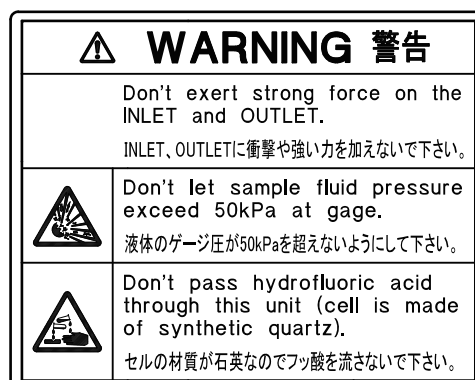 WARNING 警告
Don't exert strong force on the
INLET and OUTLET.
INLET、OUTLETに衝撃や強い力を加えないで下さい。
Don't let sample fluid pressure
exceed 50kPa at gage.
液体のゲージ圧が50kPaを超えないようにして下さい。
Don't pass hydrofluoric acid
through this unit (cell is made
of synthetic quartz).
セルの材質が石英なのでフッ酸を流さないで下さい。